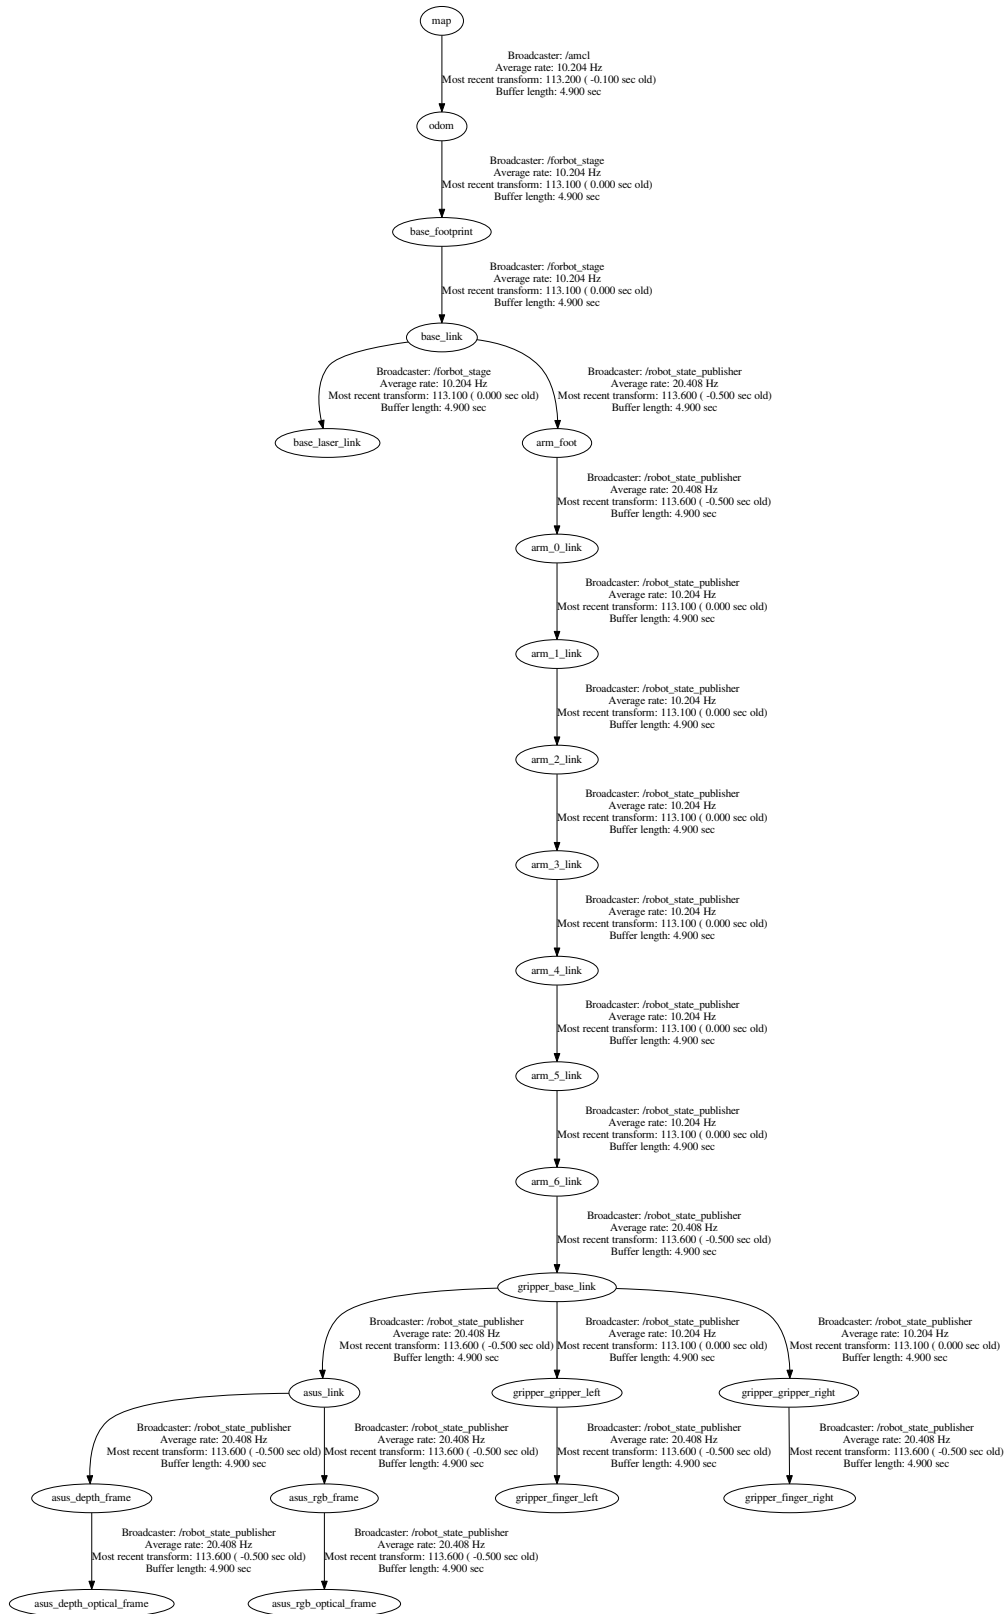 map
Broadcaster: /amcl
Average rate: 10.204 Hz
Most recent transform: 113.200 ( -0.100 sec old)
Buffer length: 4.900 sec
odom
Broadcaster: /forbot_stage
Average rate: 10.204 Hz
Most recent transform: 113.100 ( 0.000 sec old)
Buffer length: 4.900 sec
base_footprint
Broadcaster: /forbot_stage
Average rate: 10.204 Hz
Most recent transform: 113.100 ( 0.000 sec old)
Buffer length: 4.900 sec
base_link
Broadcaster: /forbot_stage
Average rate: 10.204 Hz
Most recent transform: 113.100 ( 0.000 sec old)
Buffer length: 4.900 sec
Broadcaster: /robot_state_publisher
Average rate: 20.408 Hz
Most recent transform: 113.600 ( -0.500 sec old)
Buffer length: 4.900 sec
base_laser_link
arm_foot
Broadcaster: /robot_state_publisher
Average rate: 20.408 Hz
Most recent transform: 113.600 ( -0.500 sec old)
Buffer length: 4.900 sec
arm_0_link
Broadcaster: /robot_state_publisher
Average rate: 10.204 Hz
Most recent transform: 113.100 ( 0.000 sec old)
Buffer length: 4.900 sec
arm_1_link
Broadcaster: /robot_state_publisher
Average rate: 10.204 Hz
Most recent transform: 113.100 ( 0.000 sec old)
Buffer length: 4.900 sec
arm_2_link
Broadcaster: /robot_state_publisher
Average rate: 10.204 Hz
Most recent transform: 113.100 ( 0.000 sec old)
Buffer length: 4.900 sec
arm_3_link
Broadcaster: /robot_state_publisher
Average rate: 10.204 Hz
Most recent transform: 113.100 ( 0.000 sec old)
Buffer length: 4.900 sec
arm_4_link
Broadcaster: /robot_state_publisher
Average rate: 10.204 Hz
Most recent transform: 113.100 ( 0.000 sec old)
Buffer length: 4.900 sec
arm_5_link
Broadcaster: /robot_state_publisher
Average rate: 10.204 Hz
Most recent transform: 113.100 ( 0.000 sec old)
Buffer length: 4.900 sec
arm_6_link
Broadcaster: /robot_state_publisher
Average rate: 20.408 Hz
Most recent transform: 113.600 ( -0.500 sec old)
Buffer length: 4.900 sec
gripper_base_link
Broadcaster: /robot_state_publisher
Average rate: 20.408 Hz
Most recent transform: 113.600 ( -0.500 sec old)
Buffer length: 4.900 sec
Broadcaster: /robot_state_publisher
Average rate: 10.204 Hz
Most recent transform: 113.100 ( 0.000 sec old)
Buffer length: 4.900 sec
Broadcaster: /robot_state_publisher
Average rate: 10.204 Hz
Most recent transform: 113.100 ( 0.000 sec old)
Buffer length: 4.900 sec
asus_link
gripper_gripper_left
gripper_gripper_right
Broadcaster: /robot_state_publisher
Average rate: 20.408 Hz
Most recent transform: 113.600 ( -0.500 sec old)
Buffer length: 4.900 sec
Broadcaster: /robot_state_publisher
Average rate: 20.408 Hz
Most recent transform: 113.600 ( -0.500 sec old)
Buffer length: 4.900 sec
Broadcaster: /robot_state_publisher
Average rate: 20.408 Hz
Most recent transform: 113.600 ( -0.500 sec old)
Buffer length: 4.900 sec
Broadcaster: /robot_state_publisher
Average rate: 20.408 Hz
Most recent transform: 113.600 ( -0.500 sec old)
Buffer length: 4.900 sec
asus_depth_frame
asus_rgb_frame
gripper_finger_left
gripper_finger_right
Broadcaster: /robot_state_publisher
Average rate: 20.408 Hz
Most recent transform: 113.600 ( -0.500 sec old)
Buffer length: 4.900 sec
Broadcaster: /robot_state_publisher
Average rate: 20.408 Hz
Most recent transform: 113.600 ( -0.500 sec old)
Buffer length: 4.900 sec
asus_depth_optical_frame
asus_rgb_optical_frame